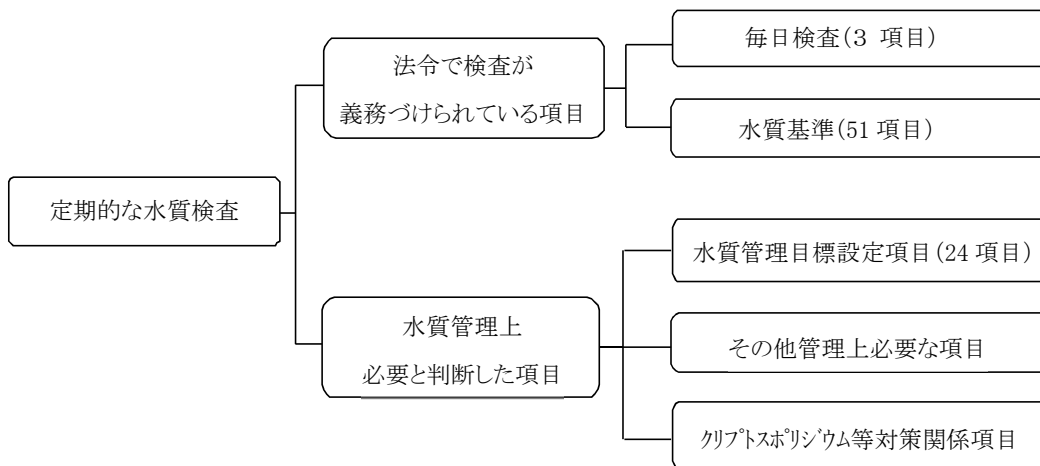 定期的な水質検査
法令で検査が
義務づけられている項目
毎日検査(3 項目)
水質基準(51 項目)
水質管理上
必要と判断した項目
水質管理目標設定項目(24 項目)
その他管理上必要な項目
ｸﾘﾌﾟﾄｽﾎﾟﾘｼﾞｳﾑ等対策関係項目